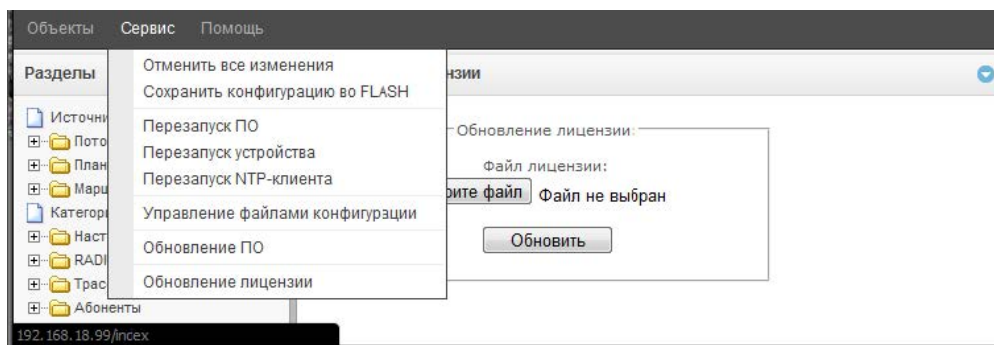 Объекты Сервис Помощь
Разделы
Отменить все изменения
Сохранить конфигурацию во FLASH
Перезапуск ПО
Перезапуск устройства
Перезапуск NTP-клиента
Управление файлами конфигурации
Обновление ПО
Обновление лицензии
Абоненты
192.168.18.99/index
Обновление лицензии:
Файл лицензии:
файл Файл не выбран
Обновить